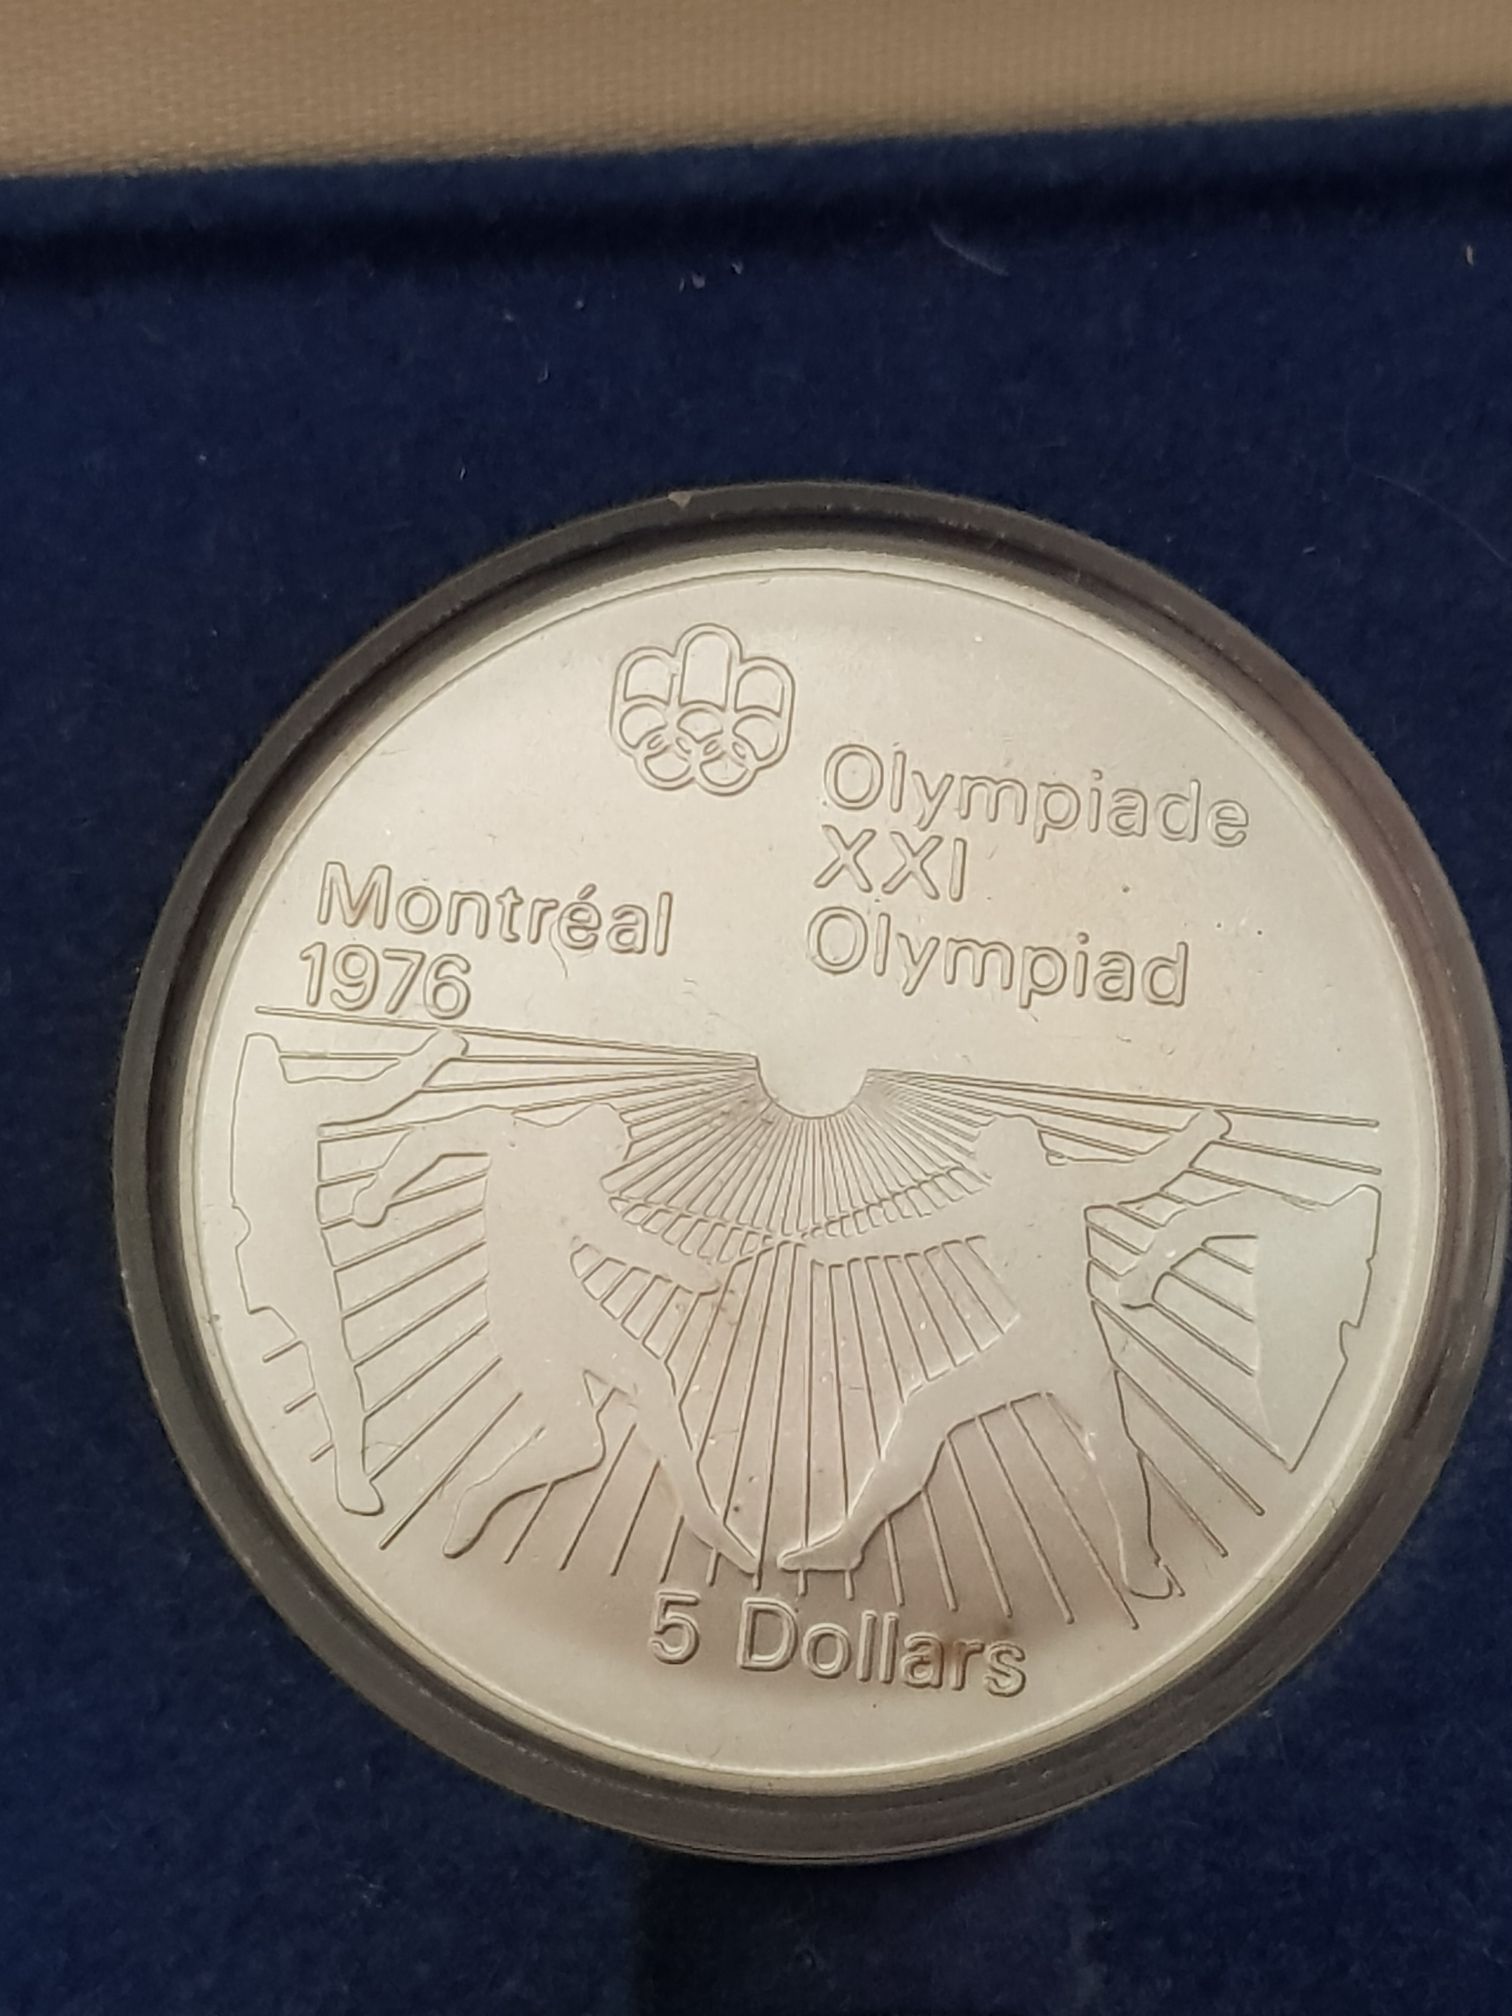 Olympiade
XXI
Olympiad
Montréal
1976
5 Dollars